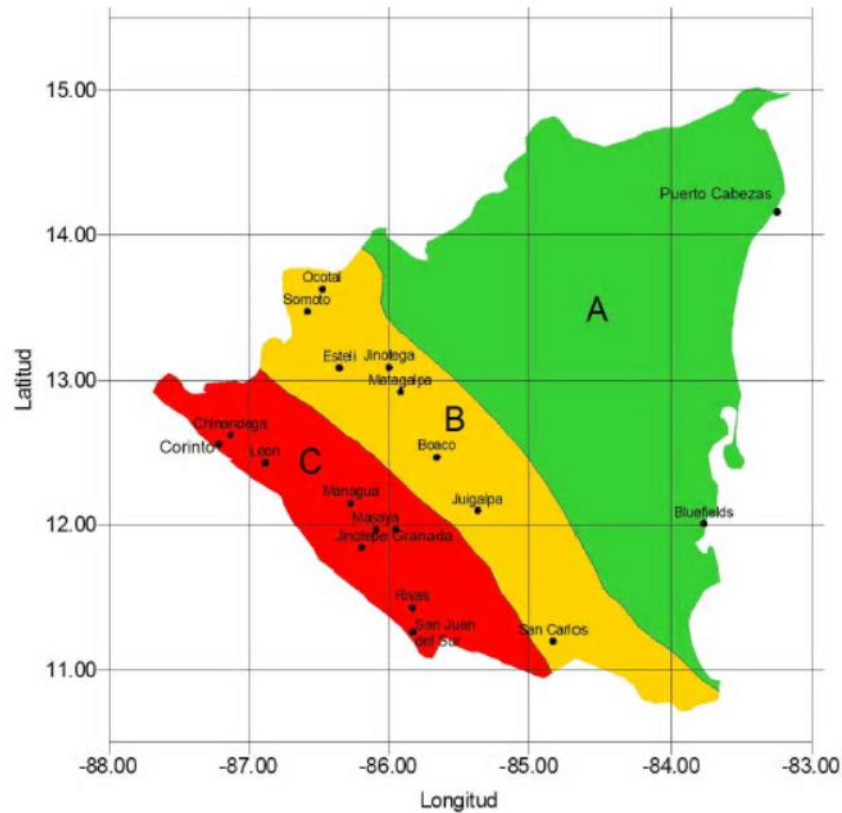 15.00
Puerto Cabezas
14.00
Ocotal
Somoto
A
Esteli
Jinotega
13.00
Matagalpa
B
Chinandega
Corinto
Leon
C
Boaco
Managua
Juigalpa
Masaya
12.00
Bluefields
Jinotepe
Granada
Rivas
San Juan
del Sur
San Carlos
11.00
-88.00
-87.00
-86.00
-85.00
-84.00
-83.00
Latitud
Longitud